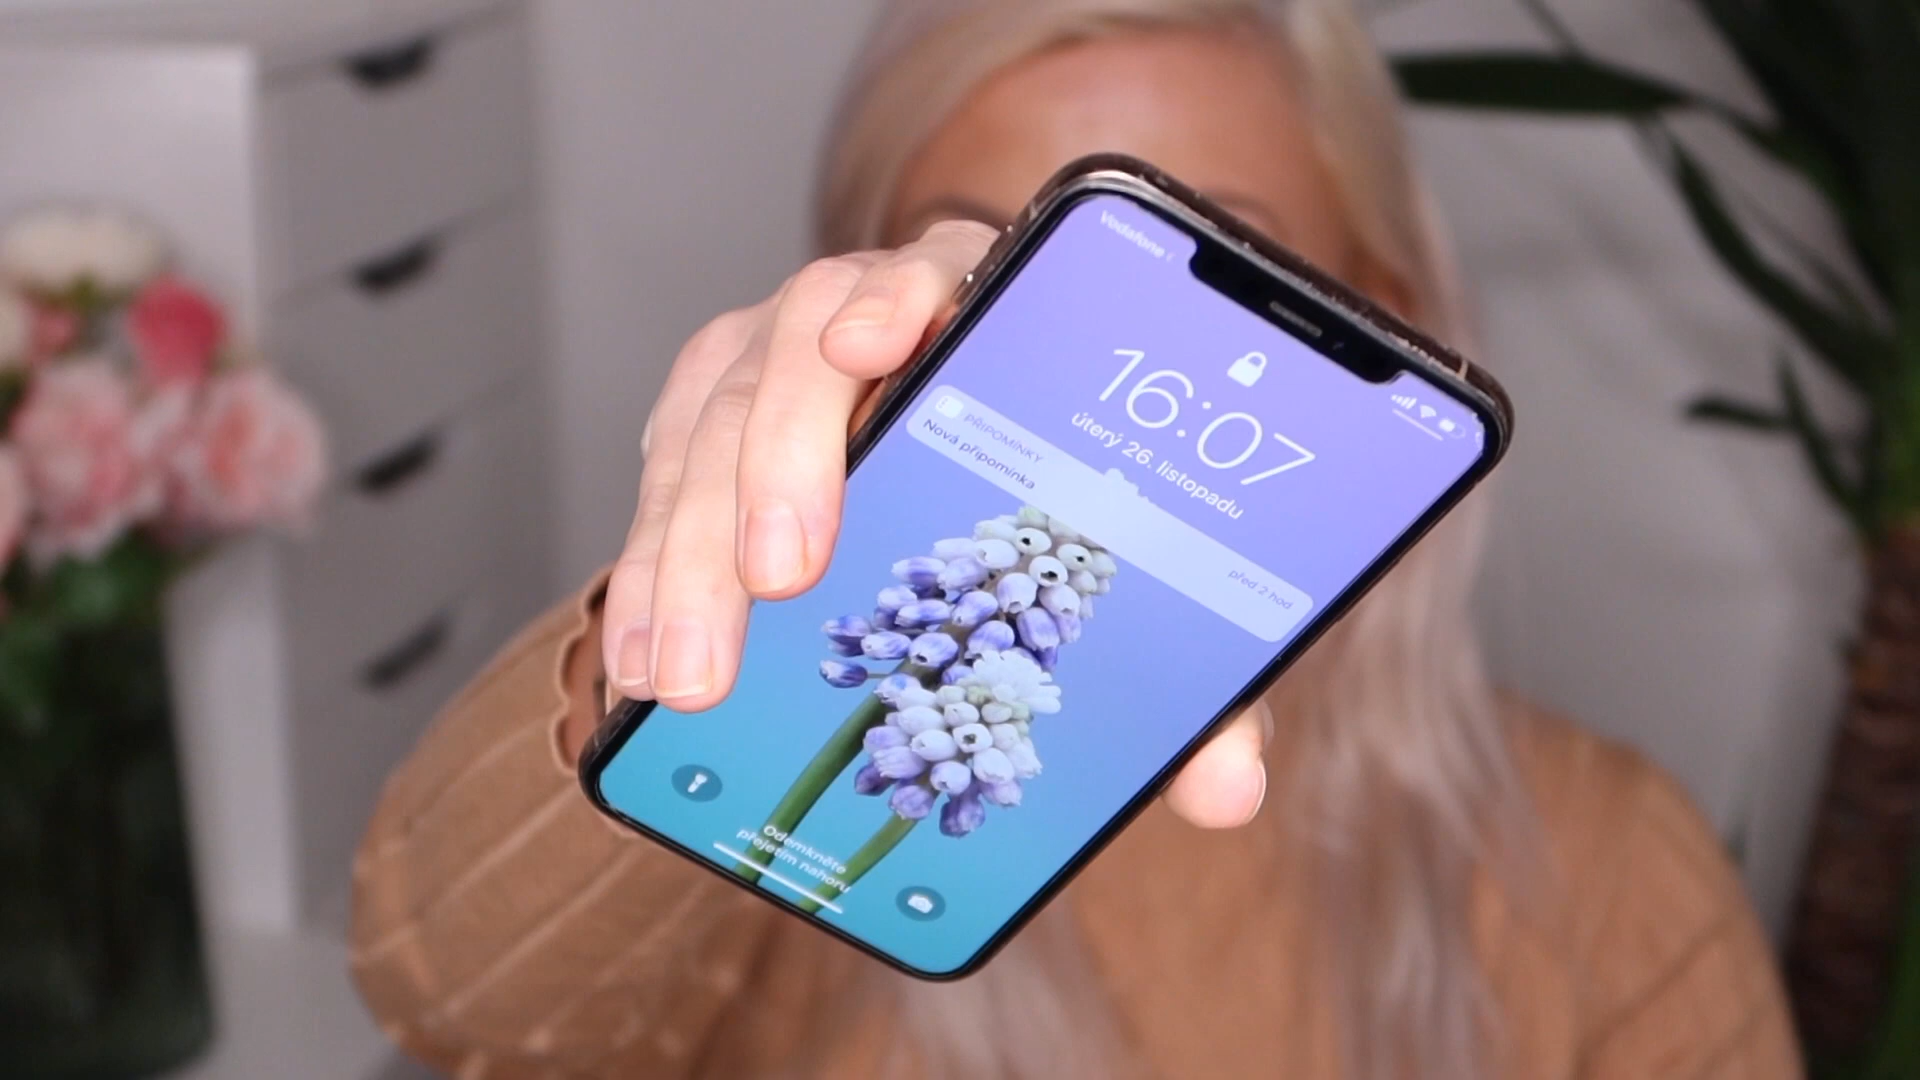 Vodafone
16:07
úterý 26. listopadu
PŘIPOMÍNKY
před 2 hod
Nová připomínka
Odemkněte
přejetím nahoru